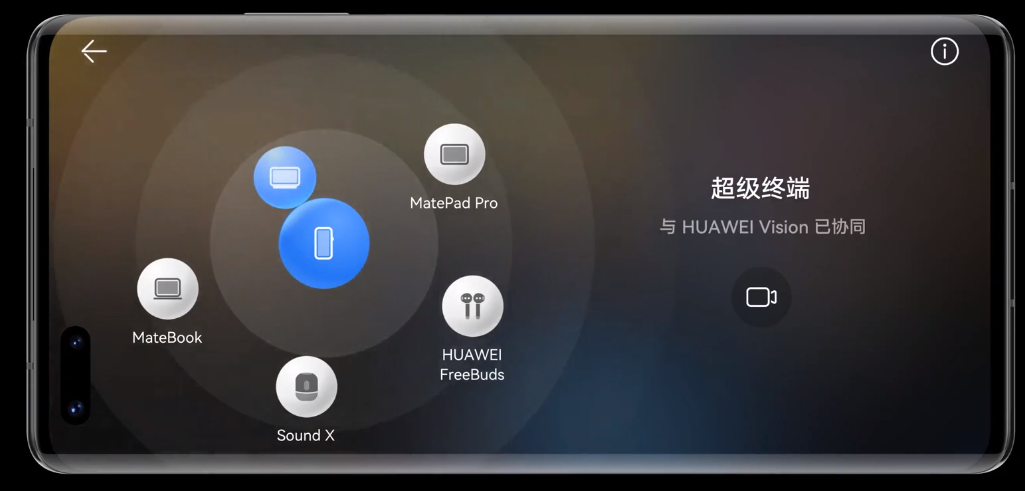 MatePad Pro
超级终端
与 HUAWEI Vision 已协同
MateBook
HUAWEI
FreeBuds
Sound X